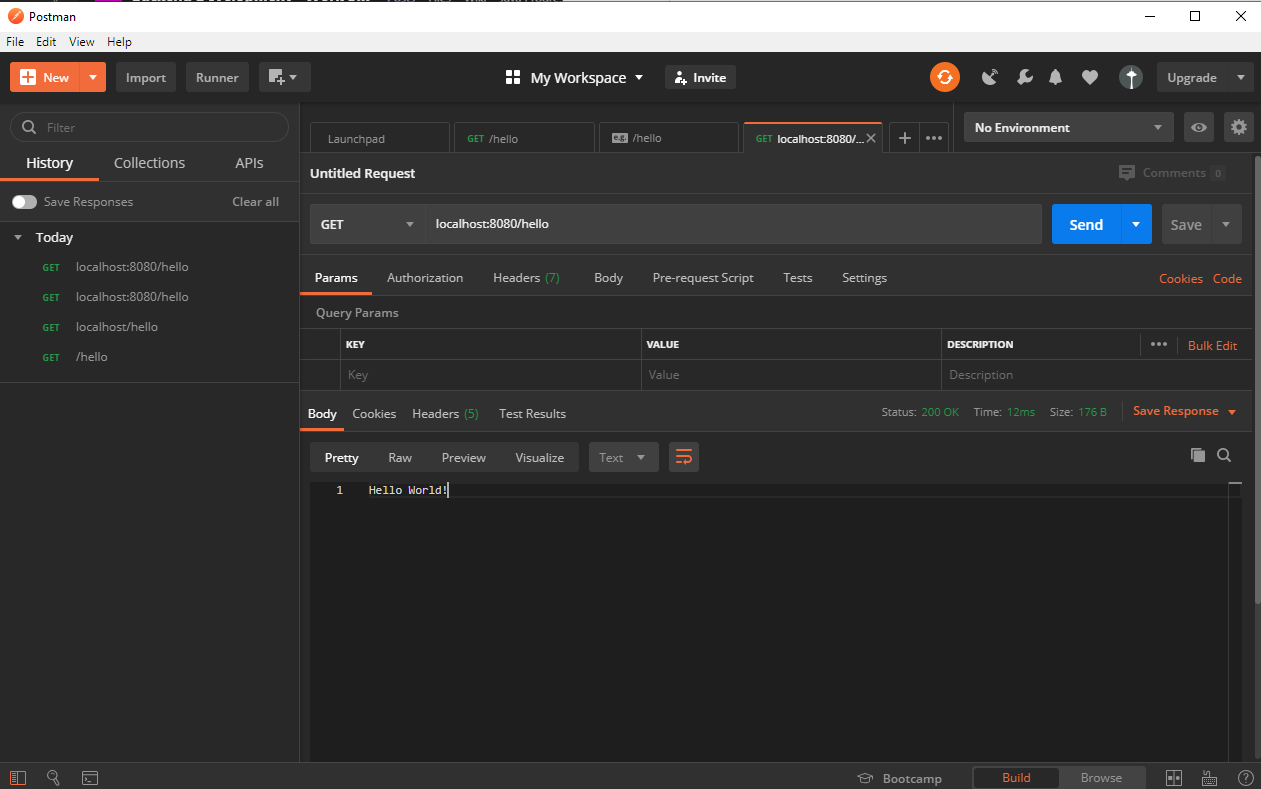 Postman
File Edit View Help
New Import Runner My Workspace Invite Upgrade
Filter
History Collections APIs
Save Responses Clear all
Today
GET localhost:8080/hello
GET localhost:8080/hello
GET localhost/hello
GET /hello
Launchpad GET /hello e.g. /hello GET localhost:8080/... No Environment
Untitled Request Comments 0
GET localhost:8080/hello Send Save
Params Authorization Headers (7) Body Pre-request Script Tests Settings Cookies Code
Query Params
KEY VALUE DESCRIPTION Bulk Edit
Key Value Description
Body Cookies Headers (5) Test Results Status: 200 OK Time: 12ms Size: 176 B Save Response
Pretty Raw Preview Visualize Text
1 Hello World!
Bootcamp Build Browse